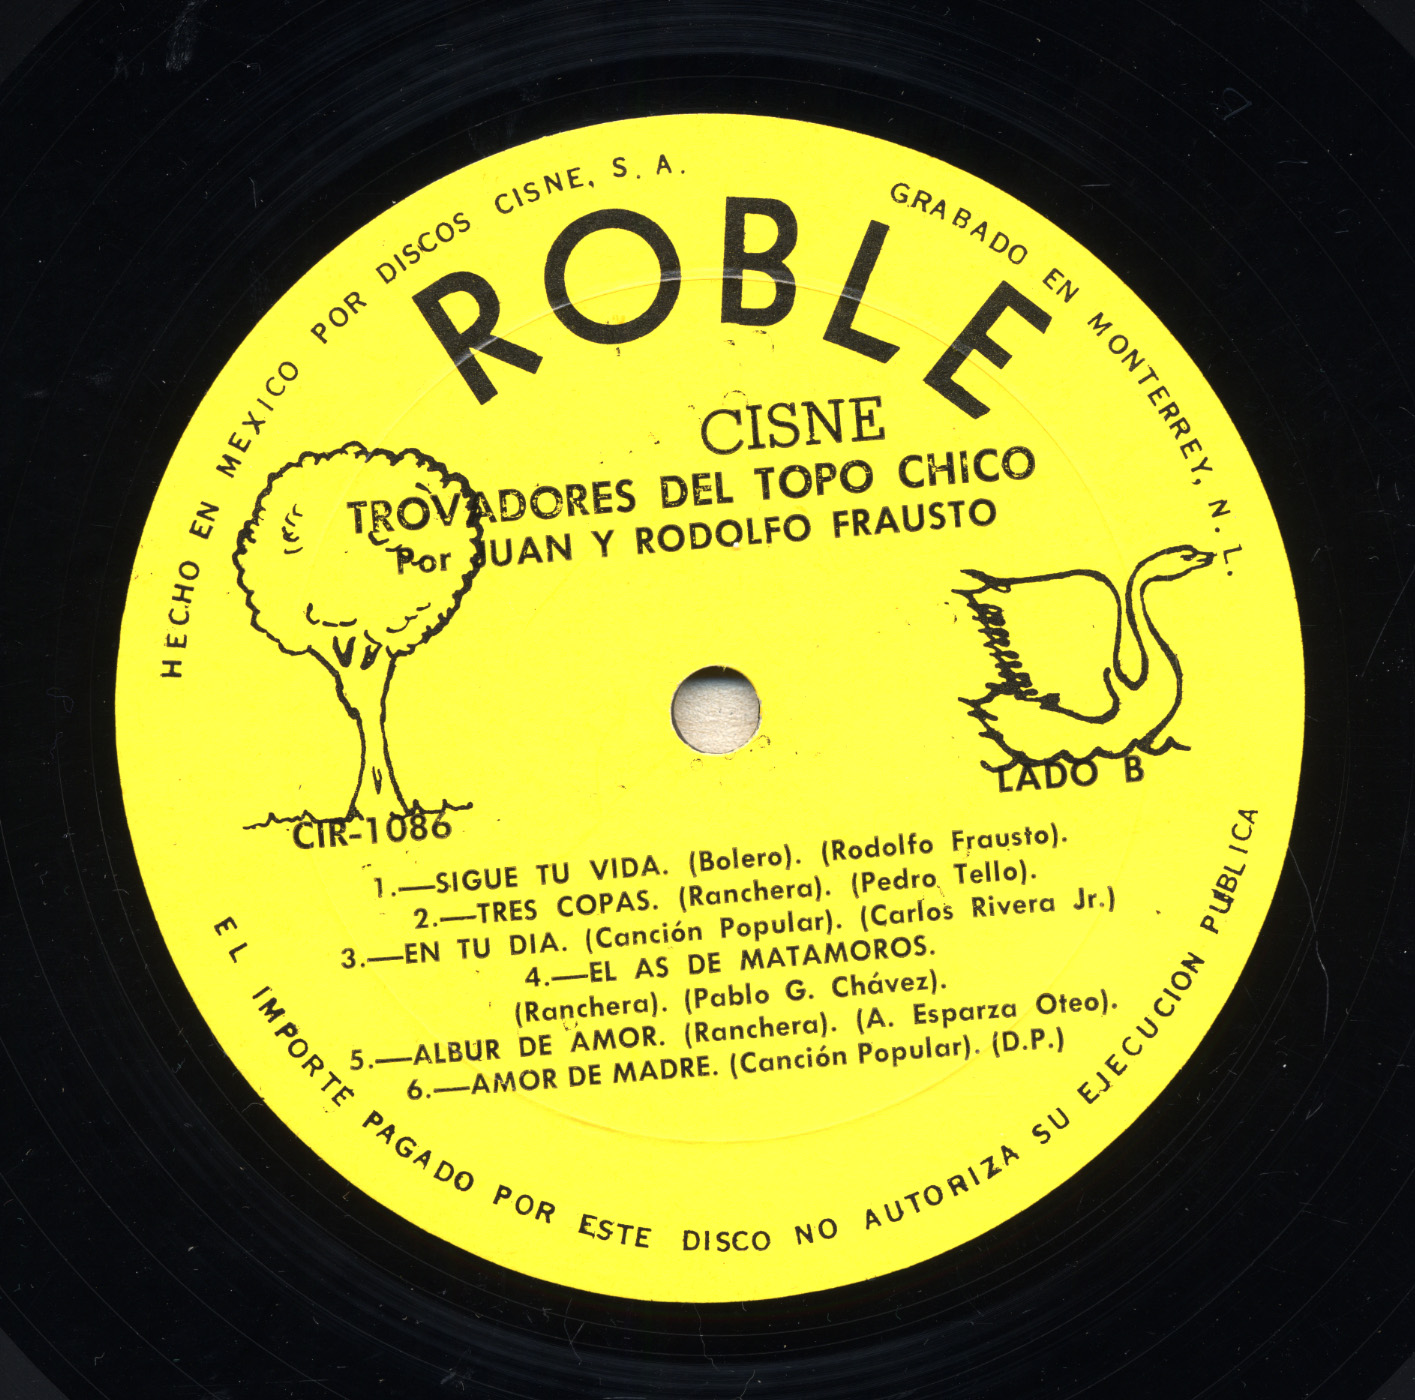 HECHO EN MEXICO POR DISCOS CISNE, S. A.
GRABADO EN MONTERREY, N. L.
ROBLE
CISNE
TROVADORES DEL TOPO CHICO
Por JUAN Y RODOLFO FRAUSTO
LADO B
CIR-1086
1.—SIGUE TU VIDA. (Bolero). (Rodolfo Frausto).
2.—TRES COPAS. (Ranchera). (Pedro Tello).
3.—EN TU DIA. (Canción Popular). (Carlos Rivera Jr.)
4.—EL AS DE MATAMOROS.
(Ranchera). (Pablo G. Chávez).
5.—ALBUR DE AMOR. (Ranchera). (A. Esparza Oteo).
6.—AMOR DE MADRE. (Canción Popular). (D.P.)
EL IMPORTE PAGADO POR ESTE DISCO NO AUTORIZA SU EJECUCION PUBLICA